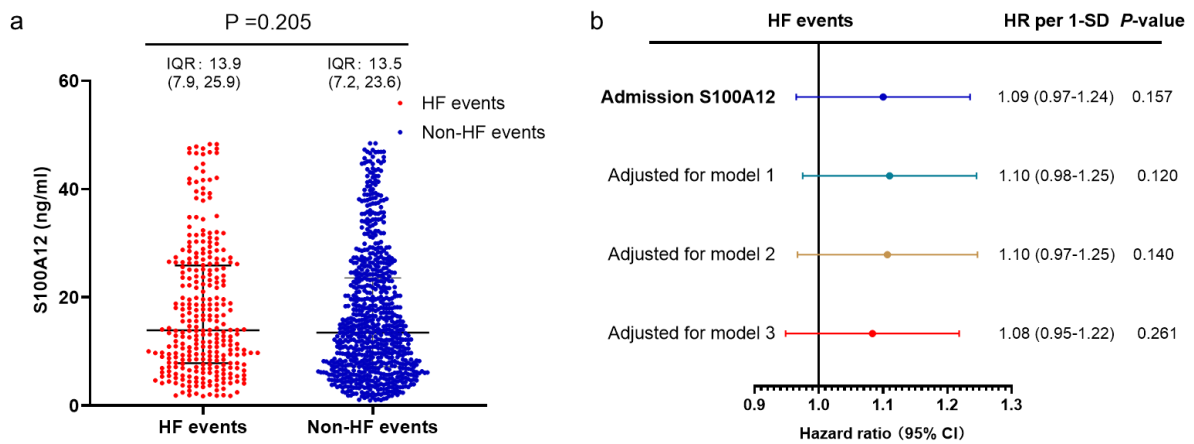 a
P =0.205
IQR: 13.9
(7.9, 25.9)
IQR: 13.5
(7.2, 23.6)
HF events
Non-HF events
S100A12 (ng/ml)
60
40
20
0
HF events
Non-HF events
b
HF events HR per 1-SD P-value
Admission S100A12 1.09 (0.97-1.24) 0.157
Adjusted for model 1 1.10 (0.98-1.25) 0.120
Adjusted for model 2 1.10 (0.97-1.25) 0.140
Adjusted for model 3 1.08 (0.95-1.22) 0.261
0.9 1.0 1.1 1.2 1.3
Hazard ratio (95% CI)